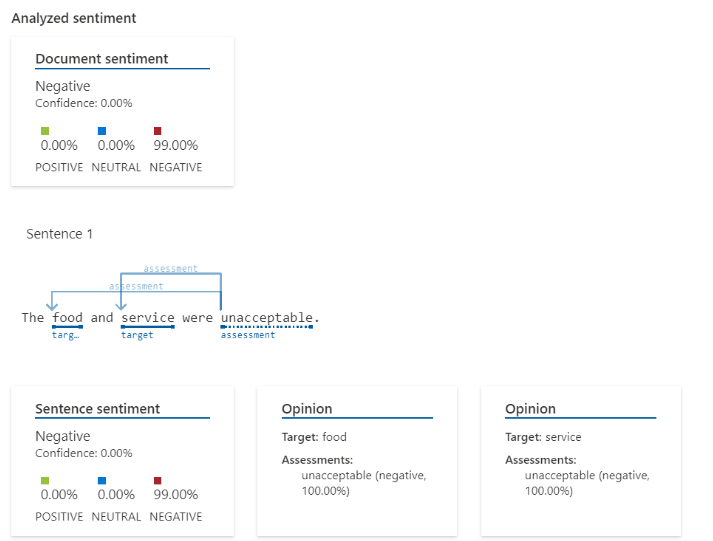 Analyzed sentiment
Document sentiment
Negative
Confidence: 0.00%
0.00% 0.00% 99.00%
POSITIVE NEUTRAL NEGATIVE
Sentence 1
assessment
assessment
The food and service were unacceptable.
targ… target assessment
Sentence sentiment
Negative
Confidence: 0.00%
0.00% 0.00% 99.00%
POSITIVE NEUTRAL NEGATIVE
Opinion
Target: food
Assessments:
unacceptable (negative,
100.00%)
Opinion
Target: service
Assessments:
unacceptable (negative,
100.00%)